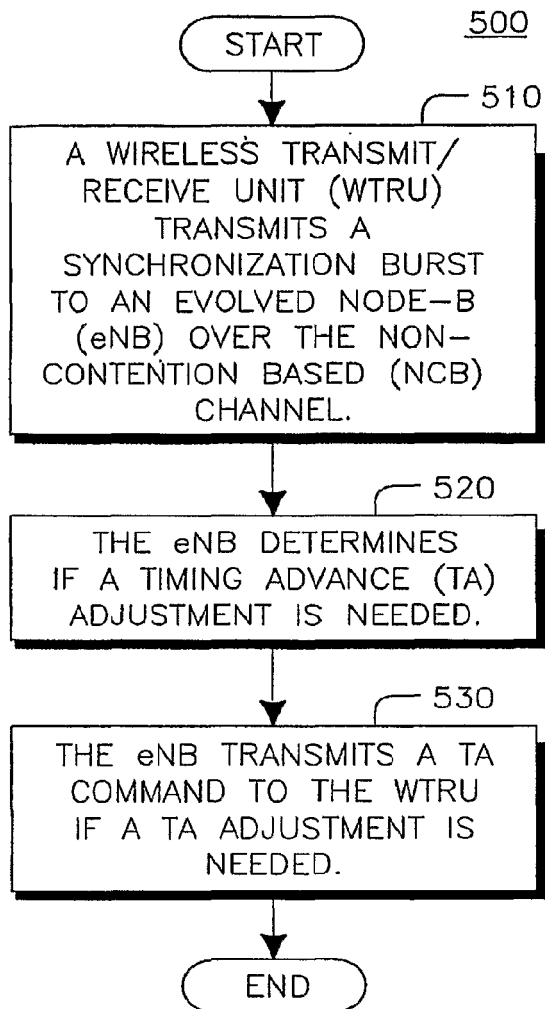 500
START
510
A WIRELESS TRANSMIT/
RECEIVE UNIT (WTRU)
TRANSMITS A
SYNCHRONIZATION BURST
TO AN EVOLVED NODE-B
(eNB) OVER THE NON-
CONTENTION BASED (NCB)
CHANNEL.
520
THE eNB DETERMINES
IF A TIMING ADVANCE (TA)
ADJUSTMENT IS NEEDED.
530
THE eNB TRANSMITS A TA
COMMAND TO THE WTRU
IF A TA ADJUSTMENT IS
NEEDED.
END